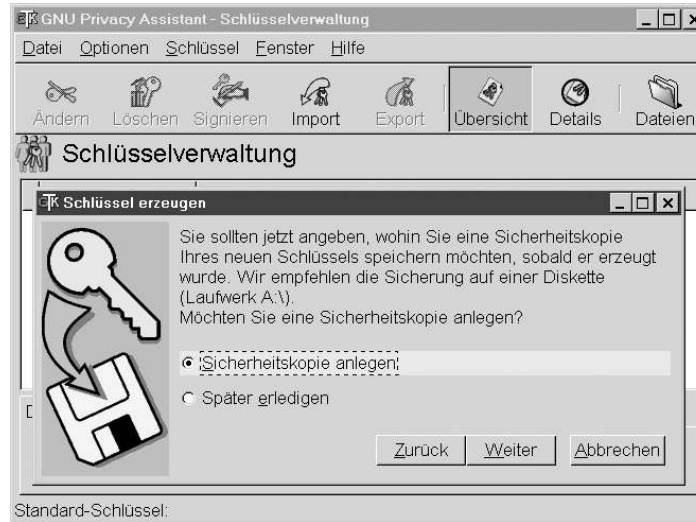 GNU Privacy Assistant - Schlüsselverwaltung
Datei Optionen Schlüssel Fenster Hilfe
Ändern Löschen Signieren Import Export Übersicht Details Dateien
Schlüsselverwaltung
Schlüssel erzeugen
Sie sollten jetzt angeben, wohin Sie eine Sicherheitskopie
Ihres neuen Schlüssels speichern möchten, sobald er erzeugt
wurde. Wir empfehlen die Sicherung auf einer Diskette
(Laufwerk A:\).
Möchten Sie eine Sicherheitskopie anlegen?
Sicherheitskopie anlegen
Später erledigen
Zurück Weiter Abbrechen
Standard-Schlüssel: